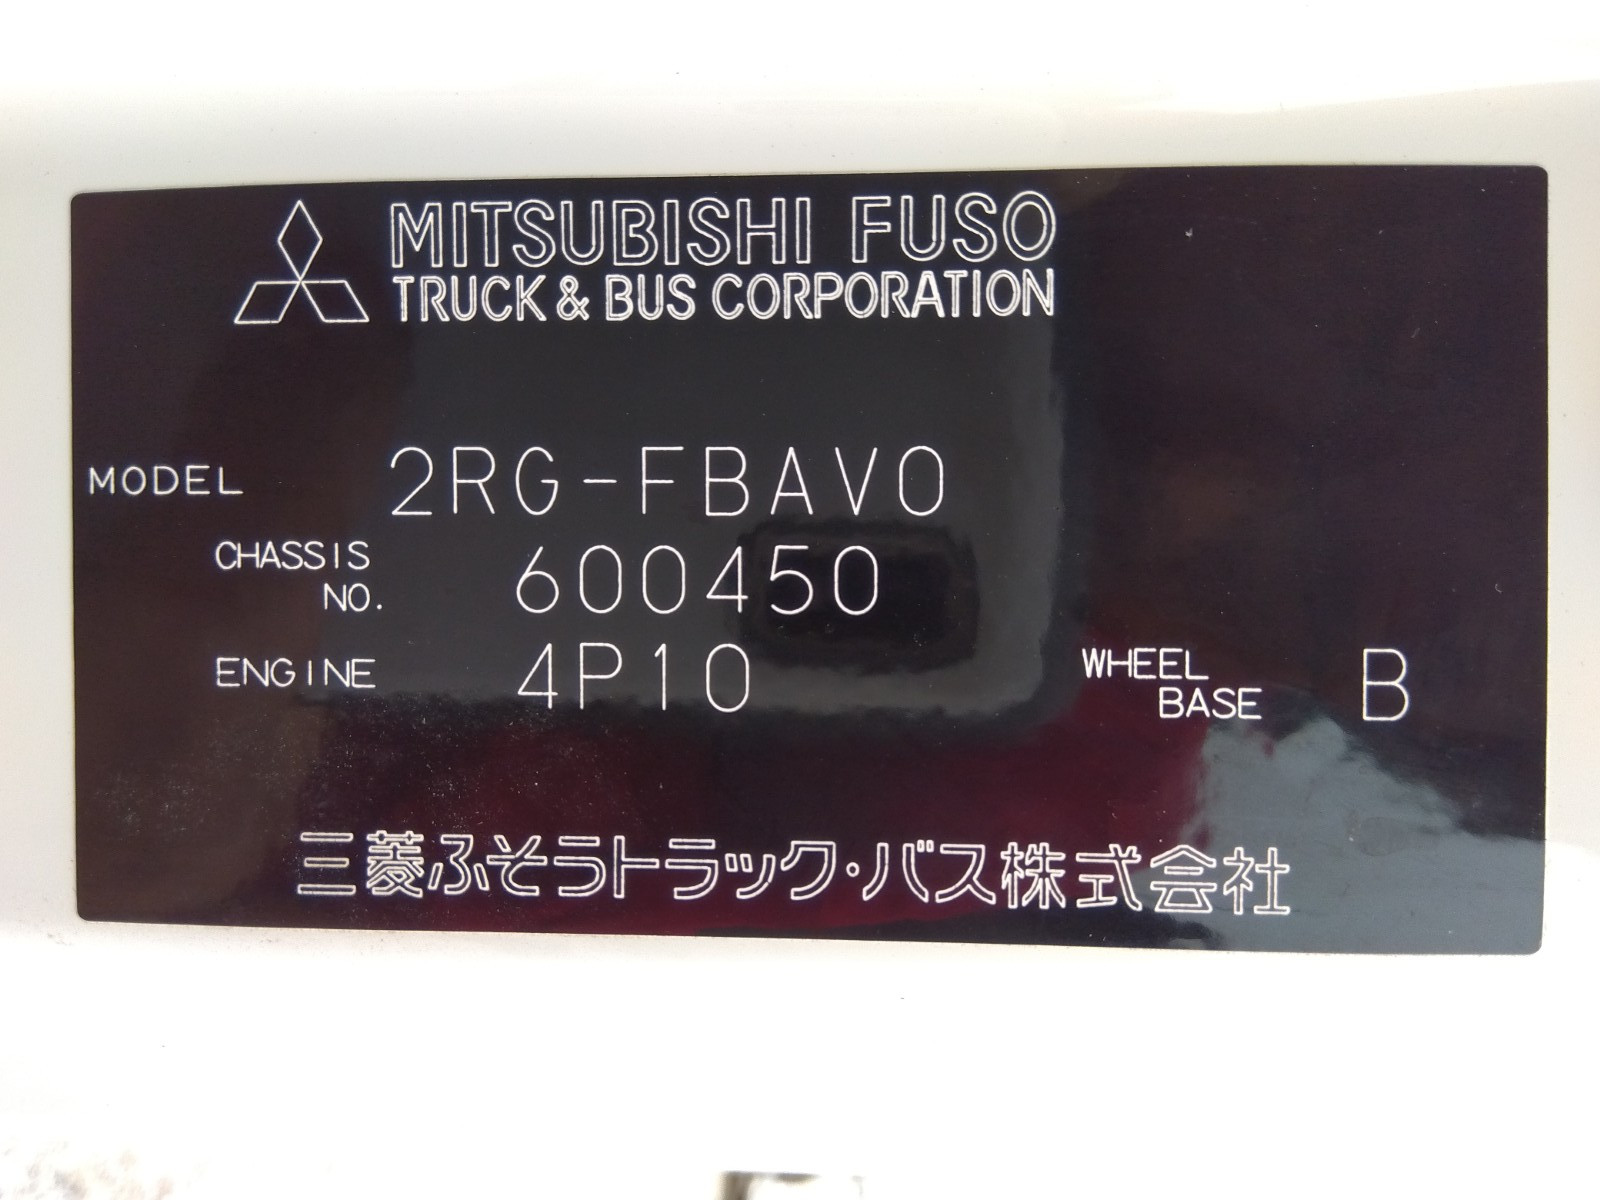 MITSUBISHI FUSO
TRUCK & BUS CORPORATION
MODEL 2RG-FBAV0
CHASSIS NO. 600450
ENGINE 4P10
WHEEL BASE B
三菱ふそうトラック・バス株式会社